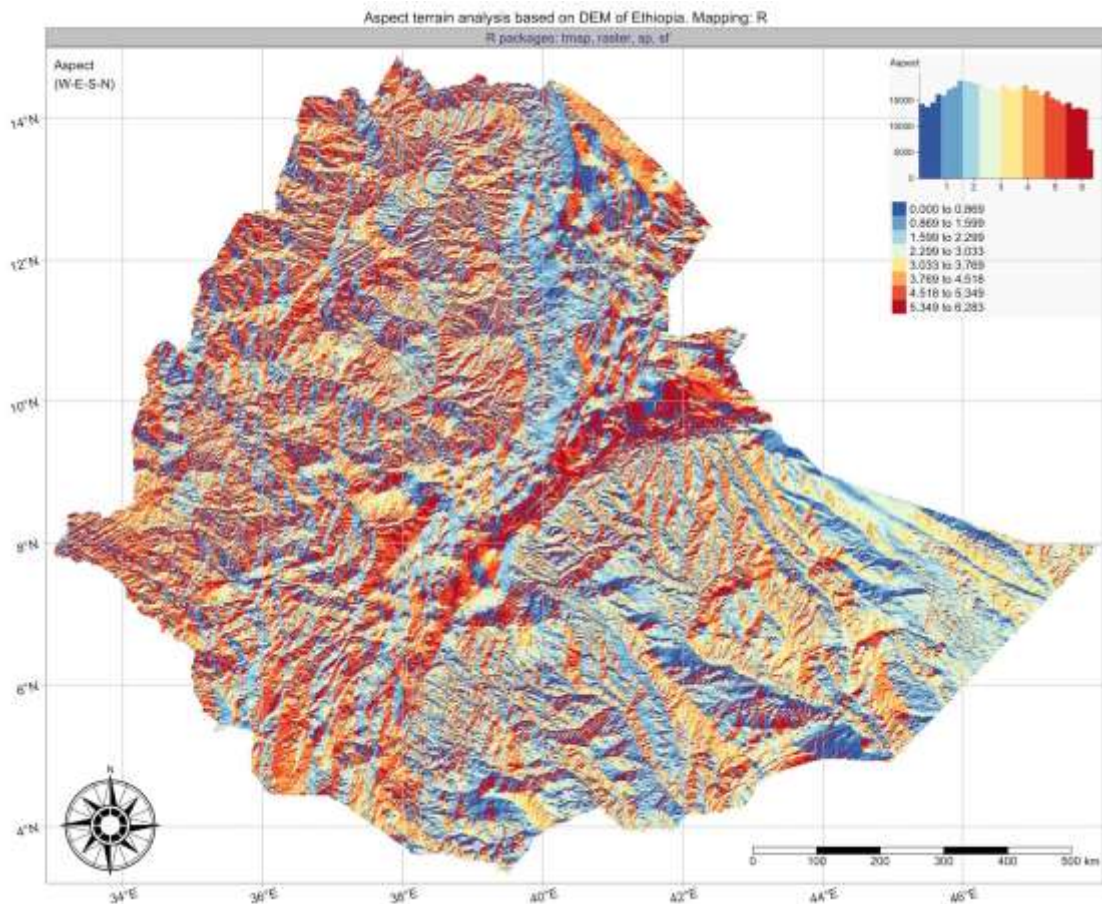 Aspect terrain analysis based on DEM of Ethiopia. Mapping: R
R packages: tmap, raster, sp, sf
Aspect
(W-E-S-N)
Aspect
15000
10000
5000
0
1 2 3 4 5 6
0.000 to 0.869
0.869 to 1.599
1.599 to 2.299
2.299 to 3.033
3.033 to 3.769
3.769 to 4.518
4.518 to 5.349
5.349 to 6.283
14°N
12°N
10°N
8°N
6°N
4°N
N
0 100 200 300 400 500 km
34°E 36°E 38°E 40°E 42°E 44°E 46°E